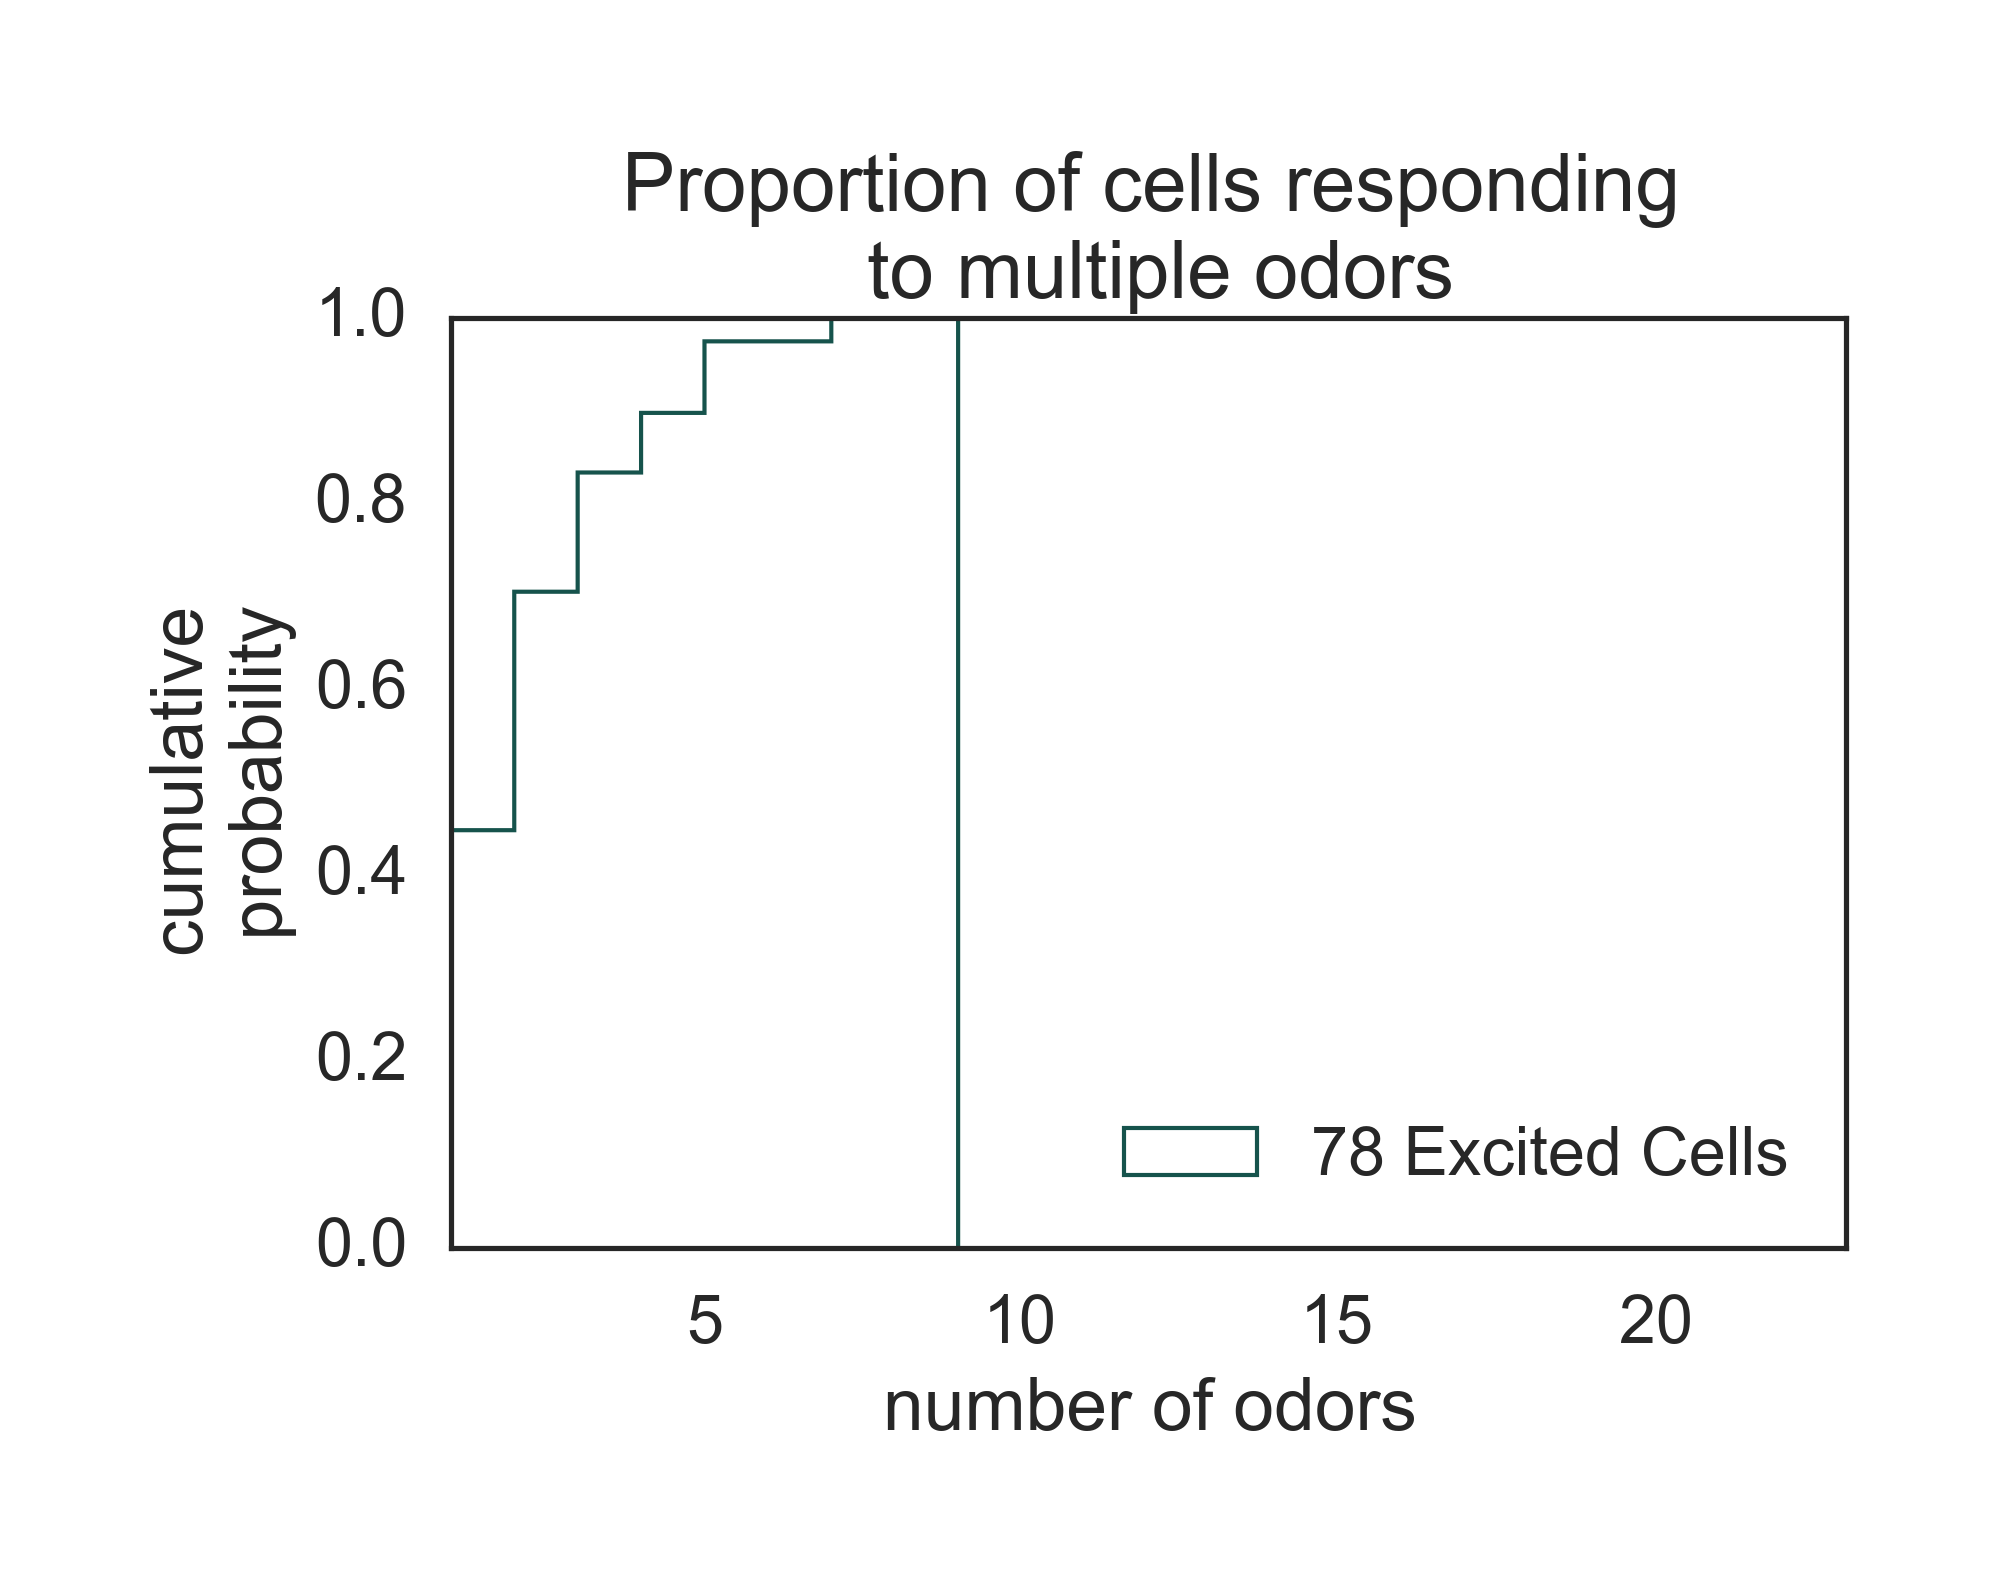 Proportion of cells responding
to multiple odors
1.0
0.8
0.6
0.4
0.2
0.0
cumulative
probability
78 Excited Cells
5 10 15 20
number of odors